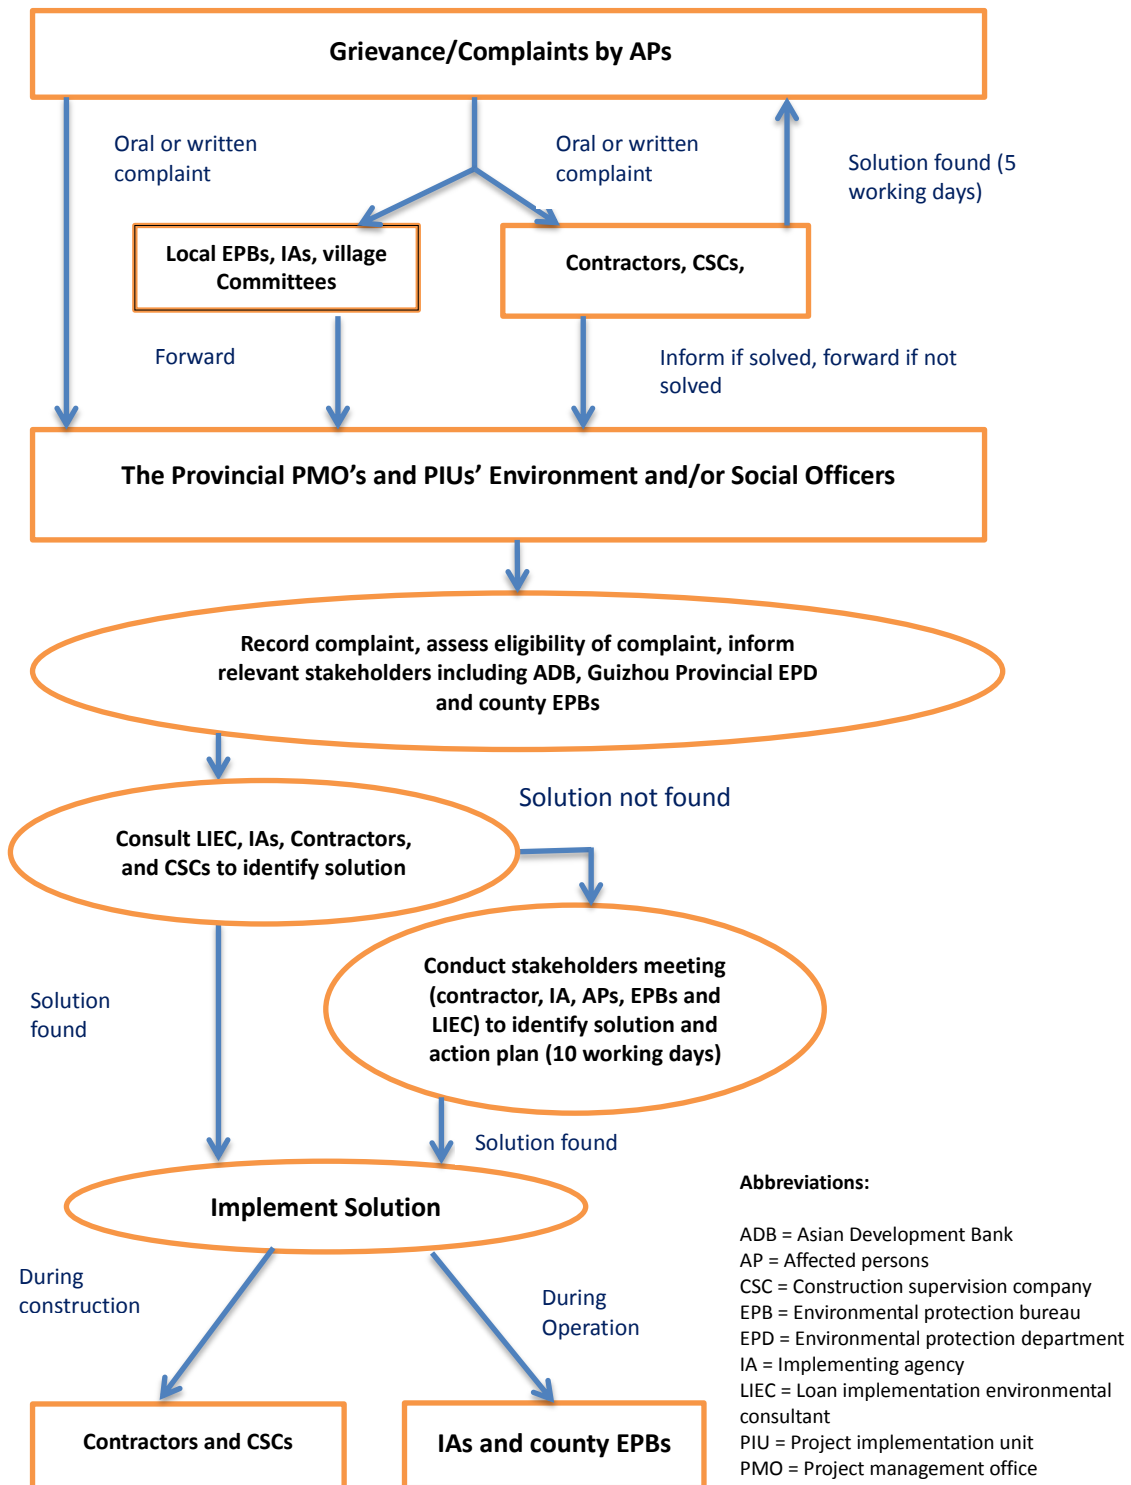 Grievance/Complaints by APs
Oral or written
complaint
Oral or written
complaint
Solution found (5
working days)
Local EPBs, IAs, village
Committees
Contractors, CSCs,
Forward
Inform if solved, forward if not
solved
The Provincial PMO’s and PIUs’ Environment and/or Social Officers
Record complaint, assess eligibility of complaint, inform
relevant stakeholders including ADB, Guizhou Provincial EPD
and county EPBs
Solution not found
Consult LIEC, IAs, Contractors,
and CSCs to identify solution
Conduct stakeholders meeting
(contractor, IA, APs, EPBs and
LIEC) to identify solution and
action plan (10 working days)
Solution
found
Solution found
Implement Solution
During
construction
During
Operation
Contractors and CSCs
IAs and county EPBs
Abbreviations:
ADB = Asian Development Bank
AP = Affected persons
CSC = Construction supervision company
EPB = Environmental protection bureau
EPD = Environmental protection department
IA = Implementing agency
LIEC = Loan implementation environmental
consultant
PIU = Project implementation unit
PMO = Project management office